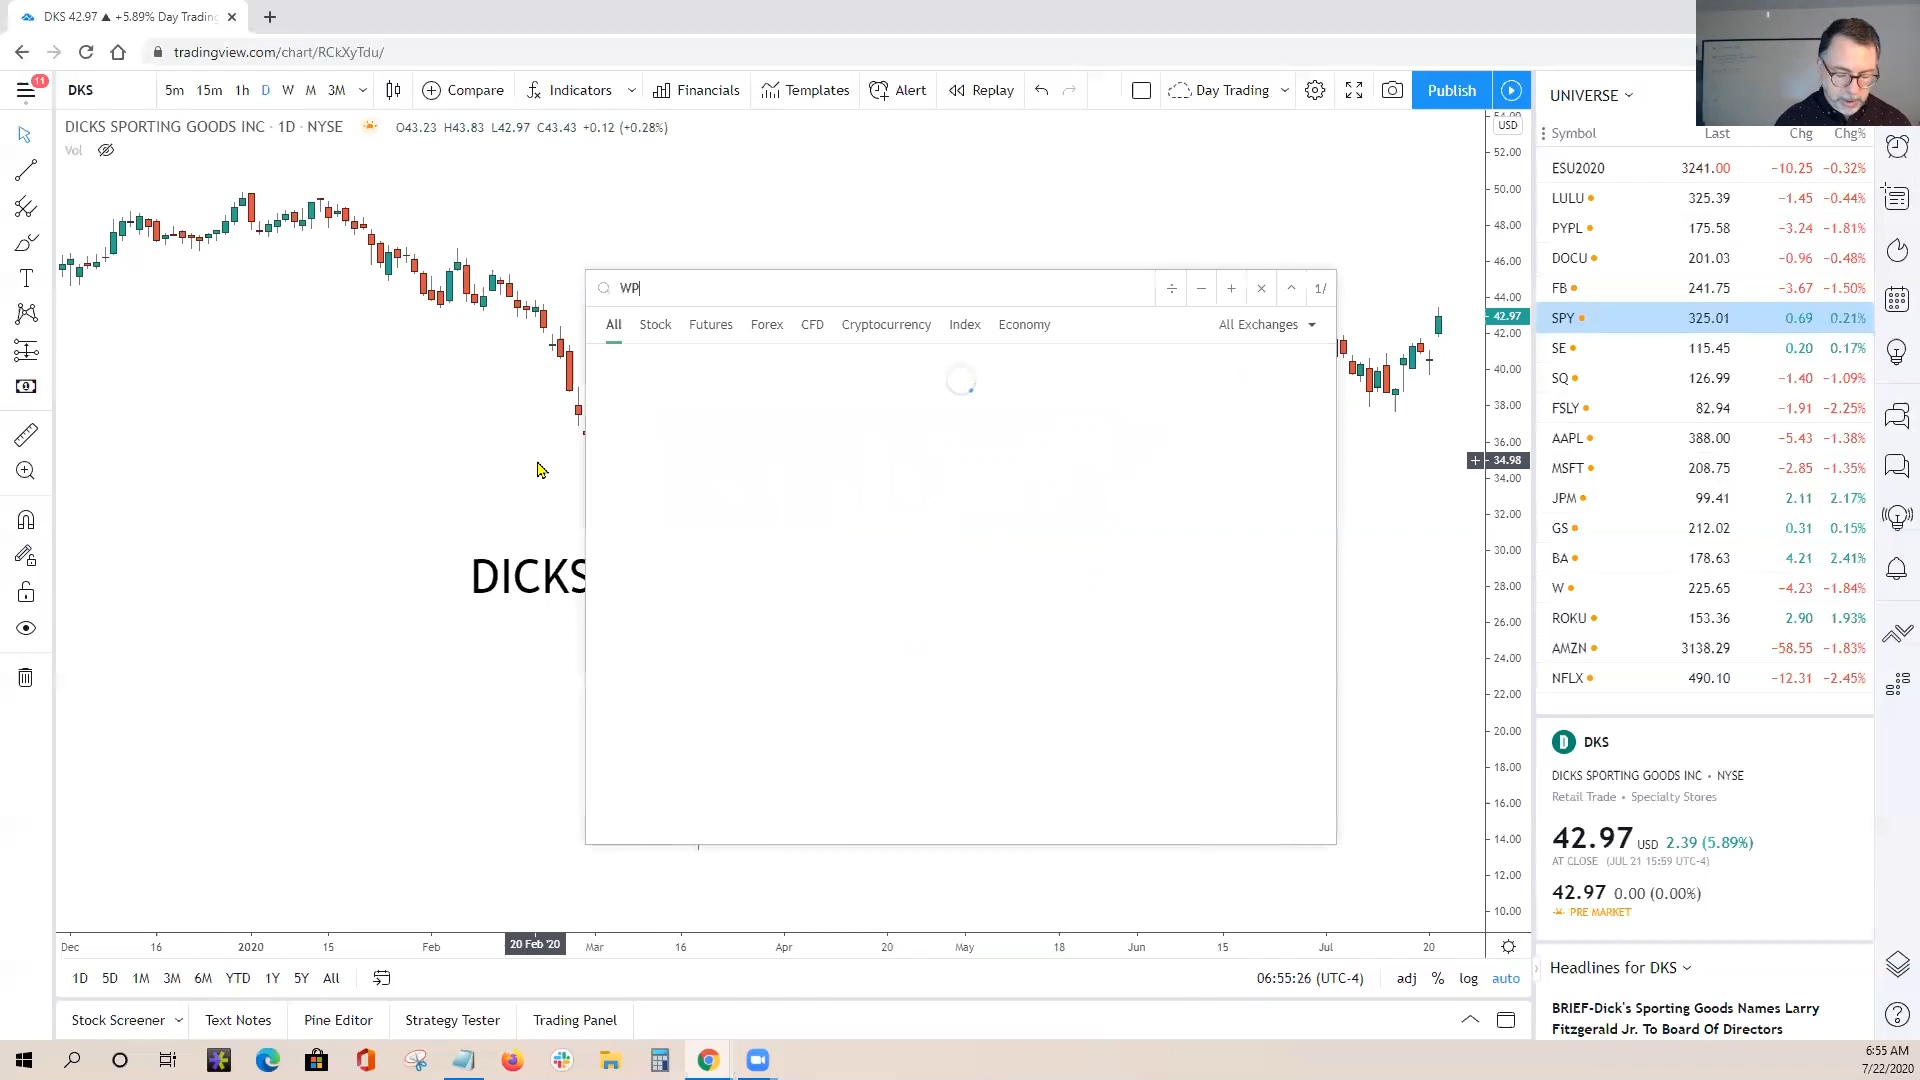 DKS 42.97 ▲ +5.89% Day Trading
tradingview.com/chart/RCkXyTdu/
11
DKS 5m 15m 1h D W M 3M Compare Indicators Financials Templates Alert Replay Day Trading Publish
DICKS SPORTING GOODS INC · 1D · NYSE O43.23 H43.83 L42.97 C43.43 +0.12 (+0.28%)
Vol
USD
54.00
52.00
50.00
48.00
46.00
44.00
42.97
42.00
40.00
38.00
36.00
34.98
34.00
32.00
30.00
28.00
26.00
24.00
22.00
20.00
18.00
16.00
14.00
12.00
10.00
WP
1/
All Stock Futures Forex CFD Cryptocurrency Index Economy All Exchanges
DICKS
Dec 16 2020 15 Feb 20 Feb '20 Mar 16 Apr 20 May 18 Jun 15 Jul 20
1D 5D 1M 3M 6M YTD 1Y 5Y All 06:55:26 (UTC-4) adj % log auto
Stock Screener Text Notes Pine Editor Strategy Tester Trading Panel
UNIVERSE
Symbol Last Chg Chg%
ESU2020 3241.00 −10.25 −0.32%
LULU 325.39 −1.45 −0.44%
PYPL 175.58 −3.24 −1.81%
DOCU 201.03 −0.96 −0.48%
FB 241.75 −3.67 −1.50%
SPY 325.01 0.69 0.21%
SE 115.45 0.20 0.17%
SQ 126.99 −1.40 −1.09%
FSLY 82.94 −1.91 −2.25%
AAPL 388.00 −5.43 −1.38%
MSFT 208.75 −2.85 −1.35%
JPM 99.41 2.11 2.17%
GS 212.02 0.31 0.15%
BA 178.63 4.21 2.41%
W 225.65 −4.23 −1.84%
ROKU 153.36 2.90 1.93%
AMZN 3138.29 −58.55 −1.83%
NFLX 490.10 −12.31 −2.45%
D DKS
DICKS SPORTING GOODS INC • NYSE
Retail Trade • Specialty Stores
42.97 USD 2.39 (5.89%)
AT CLOSE (JUL 21 15:59 UTC-4)
42.97 0.00 (0.00%)
PRE MARKET
Headlines for DKS
BRIEF-Dick's Sporting Goods Names Larry
Fitzgerald Jr. To Board Of Directors
6:55 AM
7/22/2020